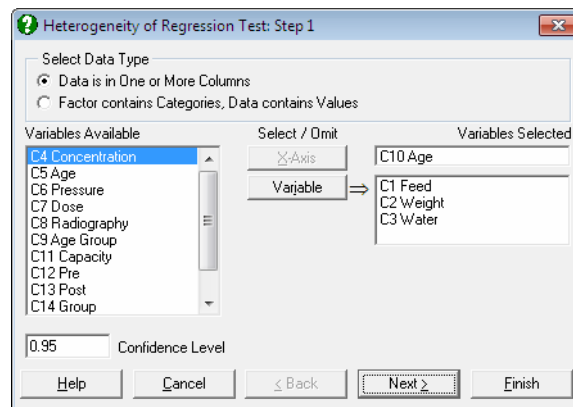 Heterogeneity of Regression Test: Step 1
Select Data Type
Data is in One or More Columns
Factor contains Categories, Data contains Values
Variables Available
Select / Omit
Variables Selected
C4 Concentration
C5 Age
C6 Pressure
C7 Dose
C8 Radiography
C9 Age Group
C11 Capacity
C12 Pre
C13 Post
C14 Group
X-Axis
Variable
C10 Age
C1 Feed
C2 Weight
C3 Water
0.95 Confidence Level
Help Cancel < Back Next > Finish